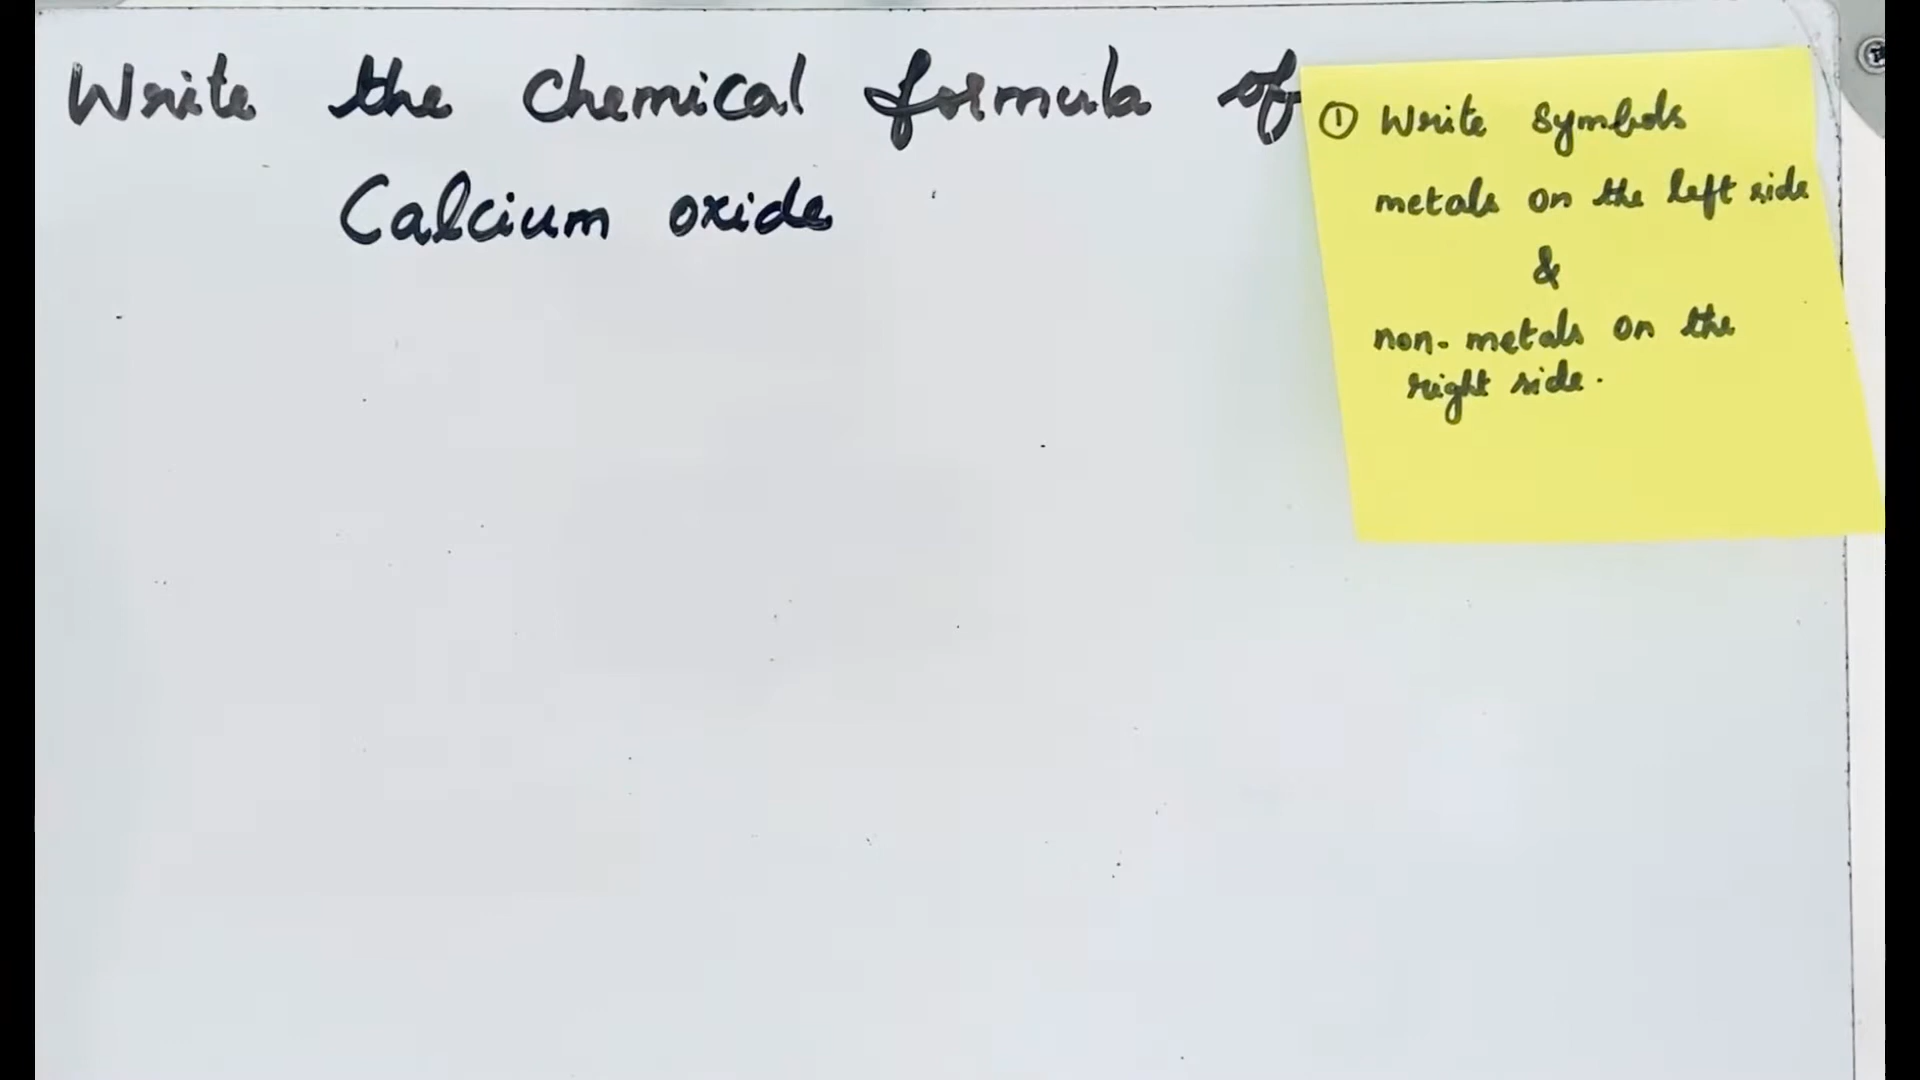 Write the Chemical formula of
Calcium oxide
① Write Symbols
metals on the left side
&
non-metals on the
right side.